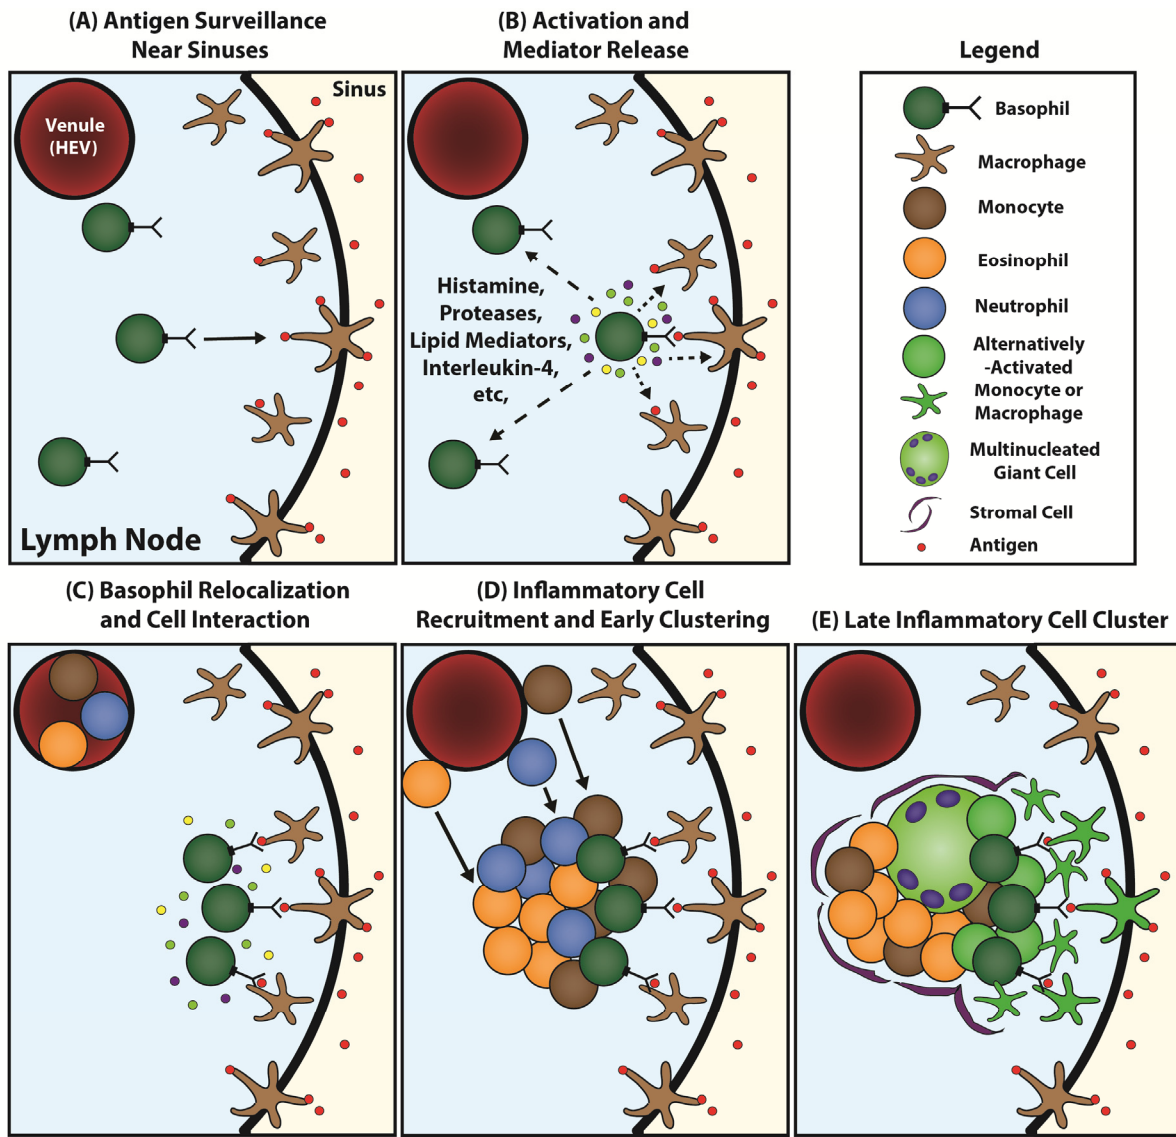 (A) Antigen Surveillance
Near Sinuses
(B) Activation and
Mediator Release
Legend
Sinus
Venule
(HEV)
Lymph Node
Histamine,
Proteases,
Lipid Mediators,
Interleukin-4,
etc,
Basophil
Macrophage
Monocyte
Eosinophil
Neutrophil
Alternatively
-Activated
Monocyte or
Macrophage
Multinucleated
Giant Cell
Stromal Cell
Antigen
(C) Basophil Relocalization
and Cell Interaction
(D) Inflammatory Cell
Recruitment and Early Clustering
(E) Late Inflammatory Cell Cluster